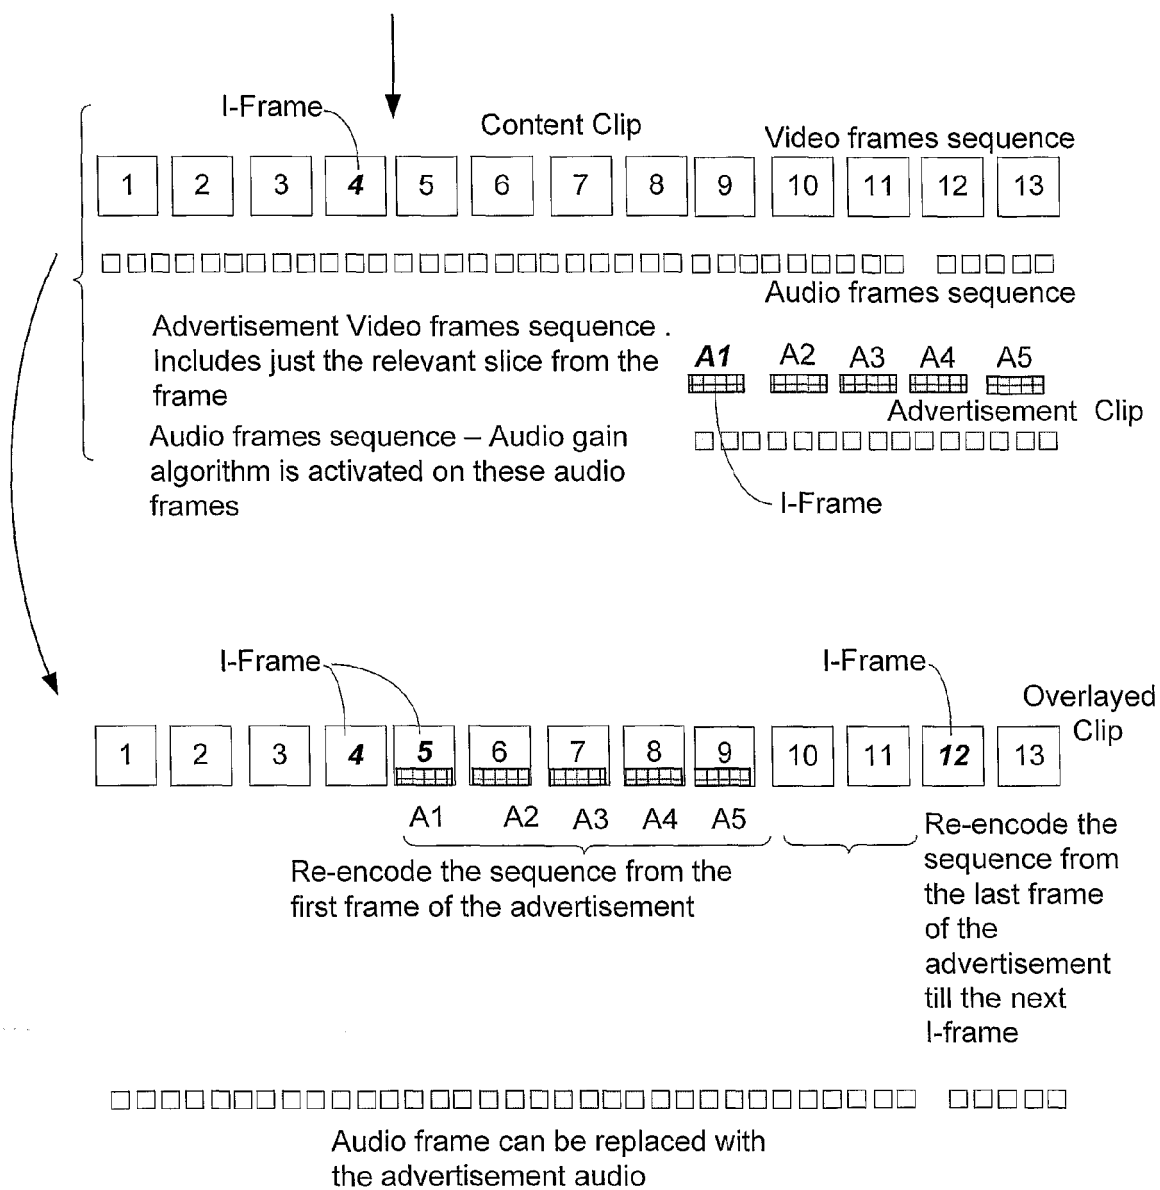 I-Frame
Content Clip
Video frames sequence
1 2 3 4 5 6 7 8 9 10 11 12 13
Audio frames sequence
Advertisement Video frames sequence .
Includes just the relevant slice from the
frame
A1 A2 A3 A4 A5
Advertisement Clip
Audio frames sequence – Audio gain
algorithm is activated on these audio
frames
I-Frame
I-Frame
I-Frame
Overlayed
Clip
1 2 3 4 5 6 7 8 9 10 11 12 13
A1 A2 A3 A4 A5
Re-encode the sequence from the
first frame of the advertisement
Re-encode the
sequence from
the last frame
of the
advertisement
till the next
I-frame
Audio frame can be replaced with
the advertisement audio